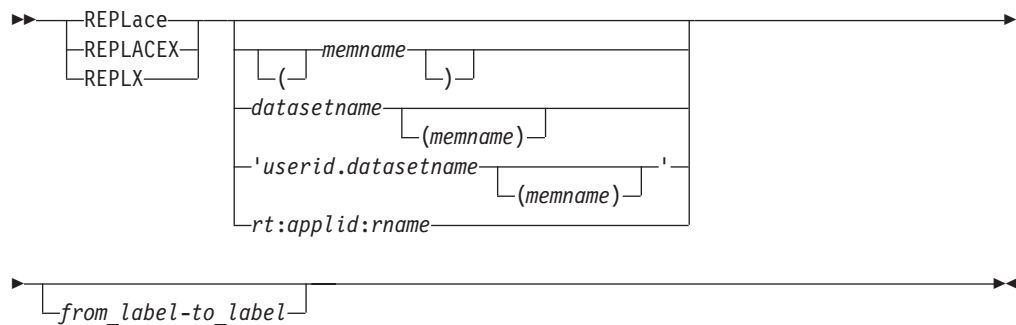 REPLace
REPLACEX
REPLX
( memname )
datasetname
(memname)
'userid.datasetname '
(memname)
rt:applid:rname
from_label-to_label